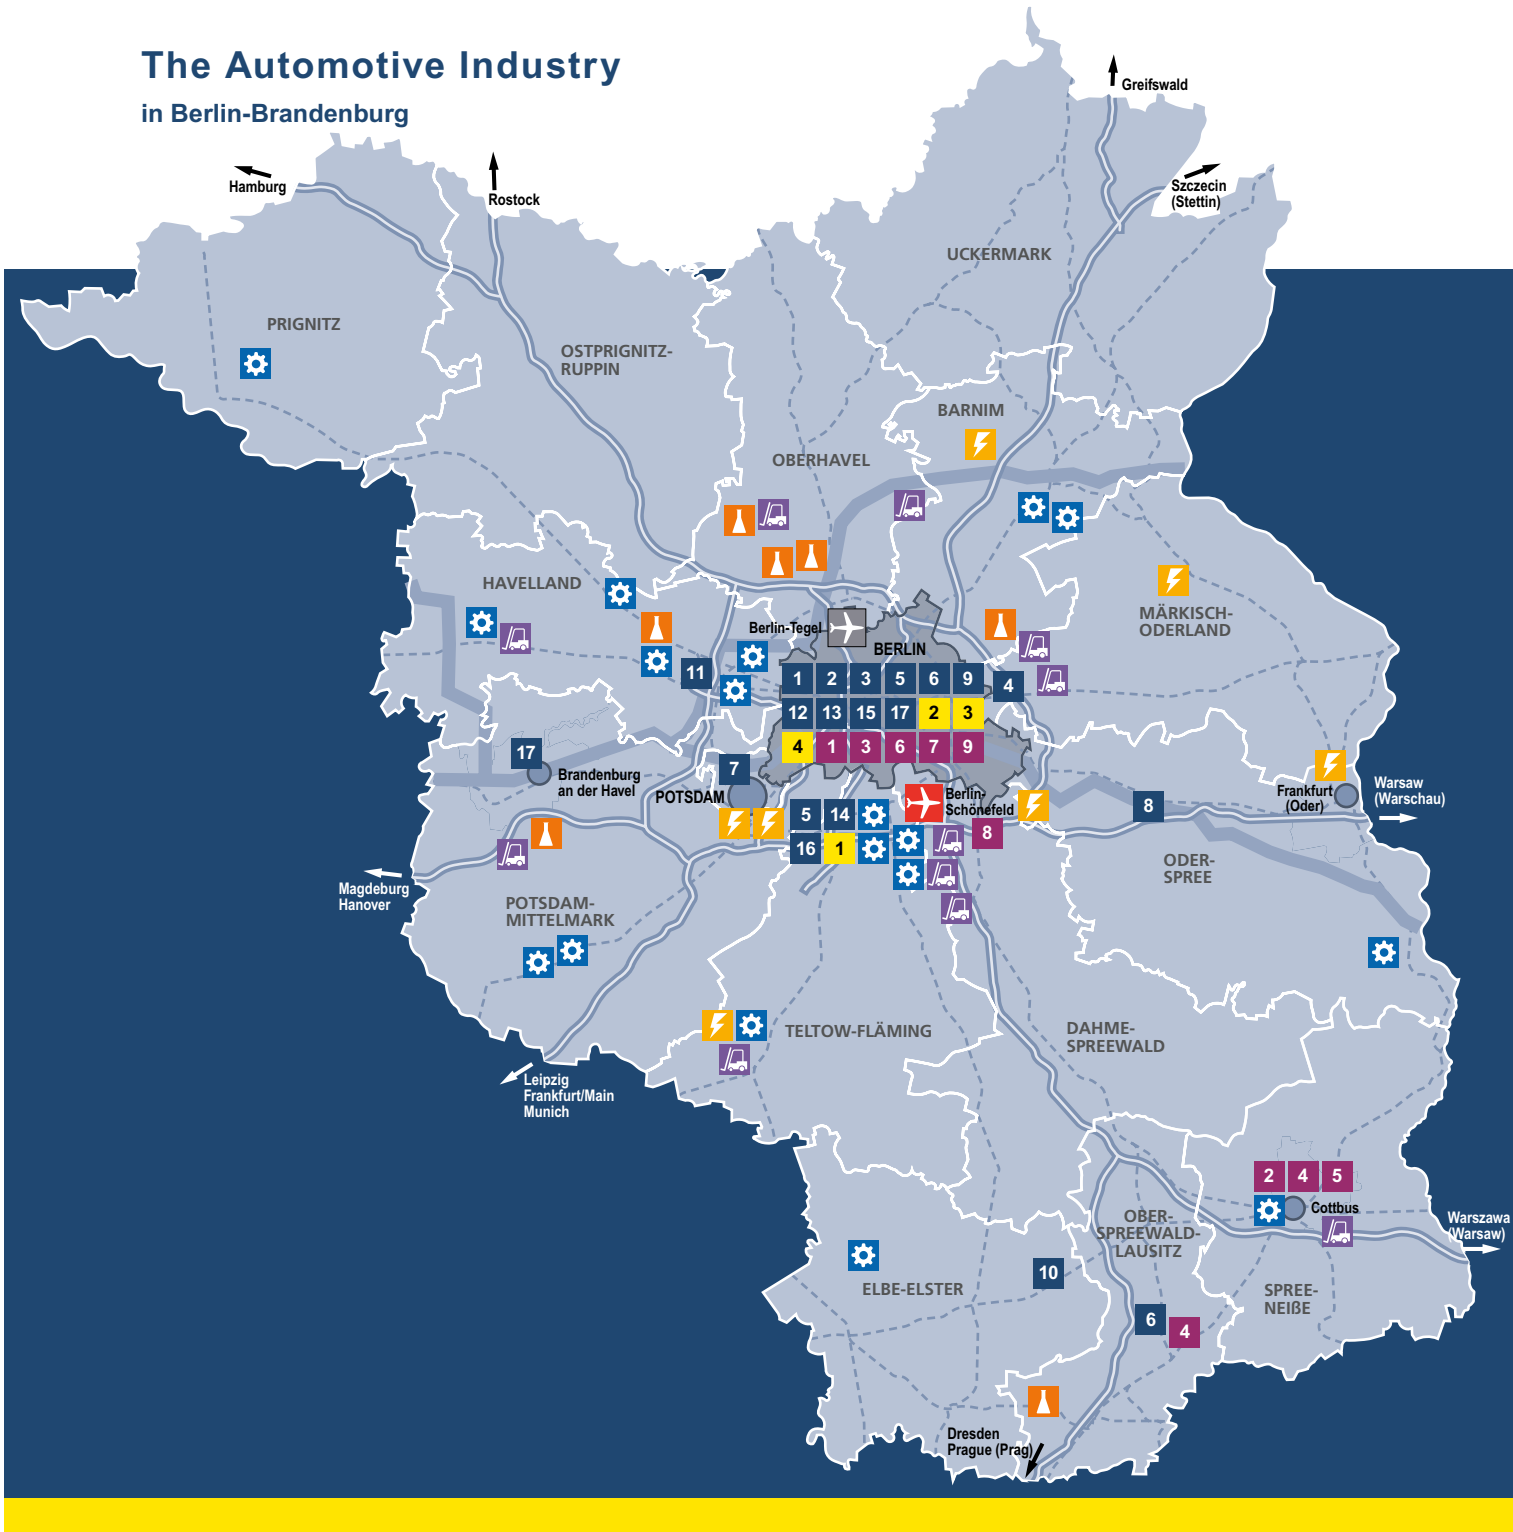 The Automotive Industry
in Berlin-Brandenburg
Greifswald
Hamburg
Rostock
Szczecin
(Stettin)
UCKERMARK
PRIGNITZ
OSTPRIGNITZ-
RUPPIN
BARNIM
OBERHAVEL
HAVELLAND
MÄRKISCH-
ODERLAND
Berlin-Tegel
BERLIN
11
1 2 3 5 6 9
4
12 13 15 17 2 3
4 1 3 6 7 9
17
7
Brandenburg
an der Havel
POTSDAM
Berlin-
Schönefeld
Frankfurt
(Oder)
Warsaw
(Warschau)
5 14
8
8
16 1
ODER-
SPREE
Magdeburg
Hanover
POTSDAM-
MITTELMARK
TELTOW-FLÄMING
DAHME-
SPREEWALD
Leipzig
Frankfurt/Main
Munich
2 4 5
Cottbus
OBER-
SPREEWALD-
LAUSITZ
Warszawa
(Warsaw)
10
ELBE-ELSTER
SPREE-
NEIßE
6
4
Dresden
Prague (Prag)